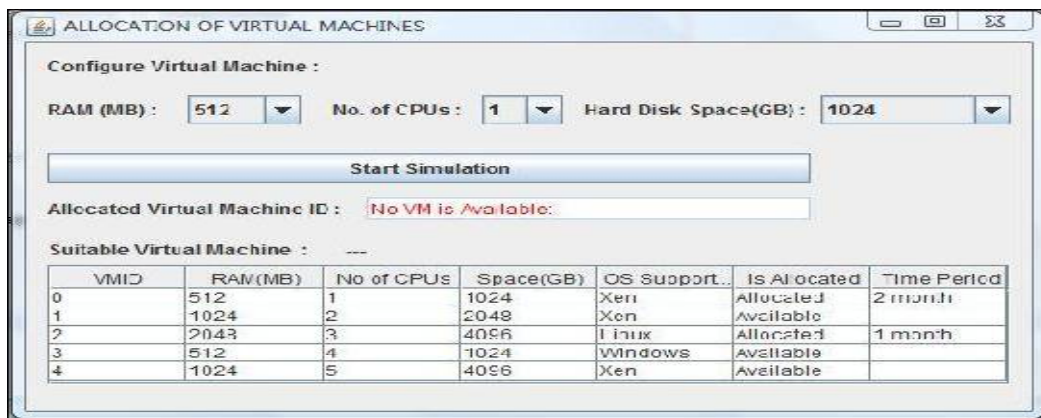 ALLOCATION OF VIRTUAL MACHINES
Configure Virtual Machine :
RAM (MB) : 512 No. of CPUs : 1 Hard Disk Space(GB) : 1024
Start Simulation
Allocated Virtual Machine ID : No VM is Available:
Suitable Virtual Machine : ---
VMID RAM(MB) No of CPUs Space(GB) OS Support.. Is Allocated Time Period
0 512 1 1024 Xen Allocated 2 month
1 1024 2 2048 Xen Available
2 2048 3 4096 Linux Allocated 1 month
3 512 4 1024 Windows Available
4 1024 5 4096 Xen Available